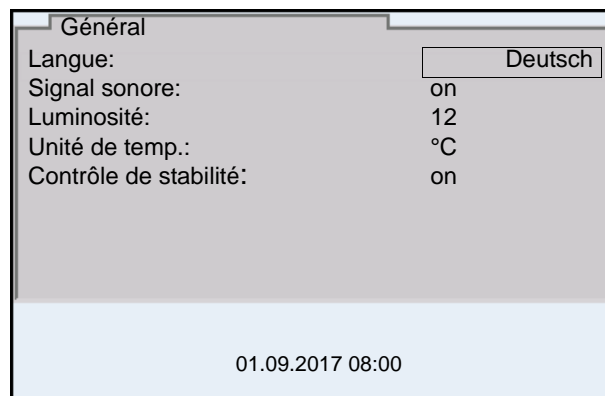 Général
Langue: Deutsch
Signal sonore: on
Luminosité: 12
Unité de temp.: °C
Contrôle de stabilité: on
01.09.2017 08:00